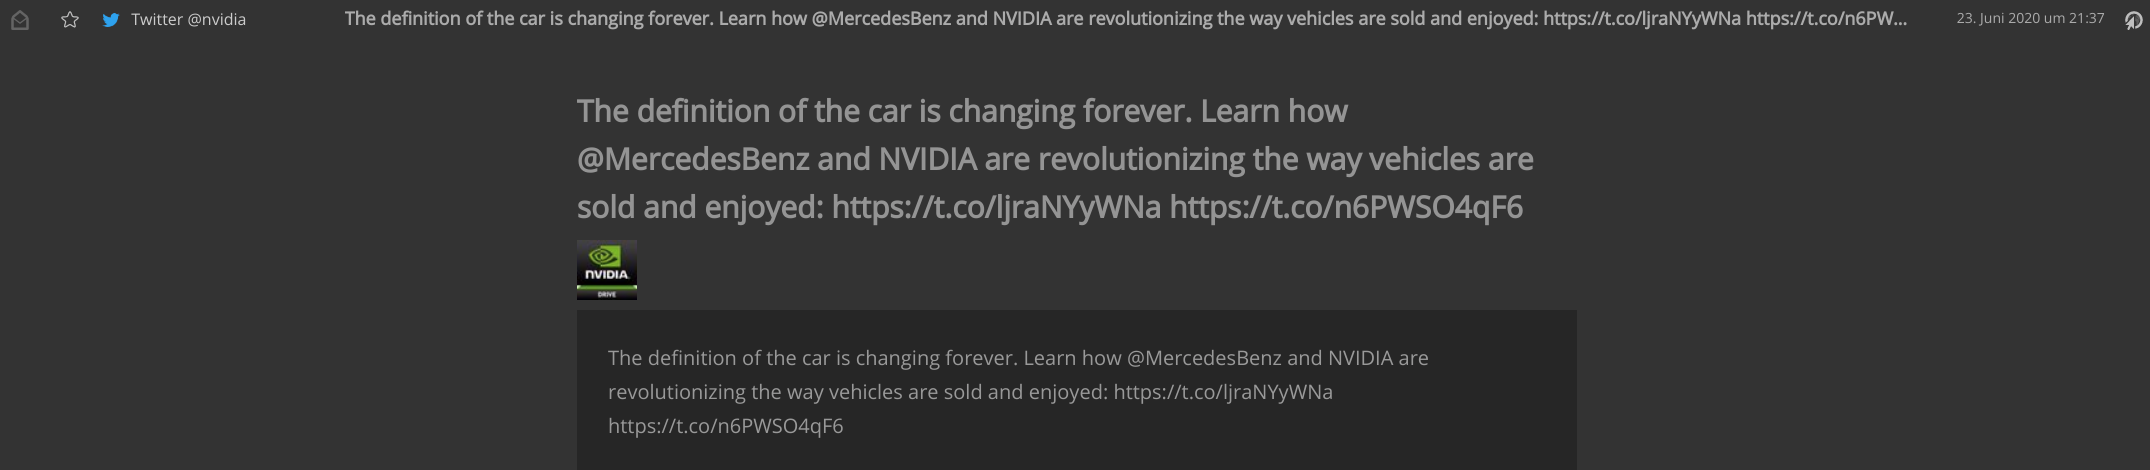 Twitter @nvidia The definition of the car is changing forever. Learn how @MercedesBenz and NVIDIA are revolutionizing the way vehicles are sold and enjoyed: https://t.co/ljraNYyWNa https://t.co/n6PW... 23. Juni 2020 um 21:37
The definition of the car is changing forever. Learn how
@MercedesBenz and NVIDIA are revolutionizing the way vehicles are
sold and enjoyed: https://t.co/ljraNYyWNa https://t.co/n6PWSO4qF6
NVIDIA.
DRIVE
The definition of the car is changing forever. Learn how @MercedesBenz and NVIDIA are
revolutionizing the way vehicles are sold and enjoyed: https://t.co/ljraNYyWNa
https://t.co/n6PWSO4qF6